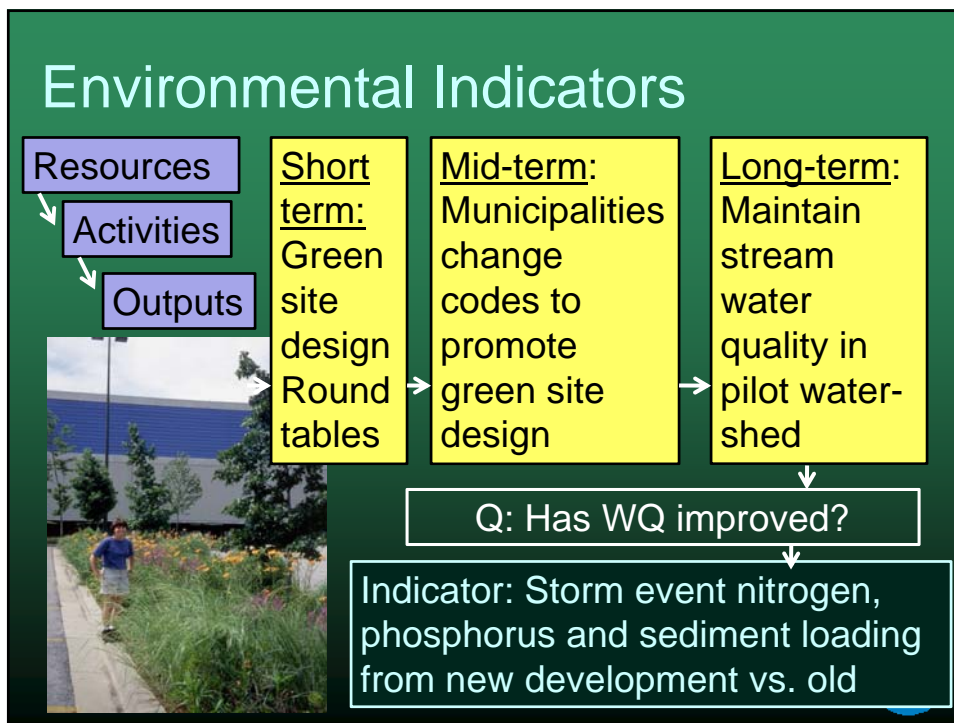 Environmental Indicators
Resources
Activities
Outputs
Short
term:
Green
site
design
Round
tables
Mid-term:
Municipalities
change
codes to
promote
green site
design
Long-term:
Maintain
stream
water
quality in
pilot water-
shed
Q: Has WQ improved?
Indicator: Storm event nitrogen,
phosphorus and sediment loading
from new development vs. old